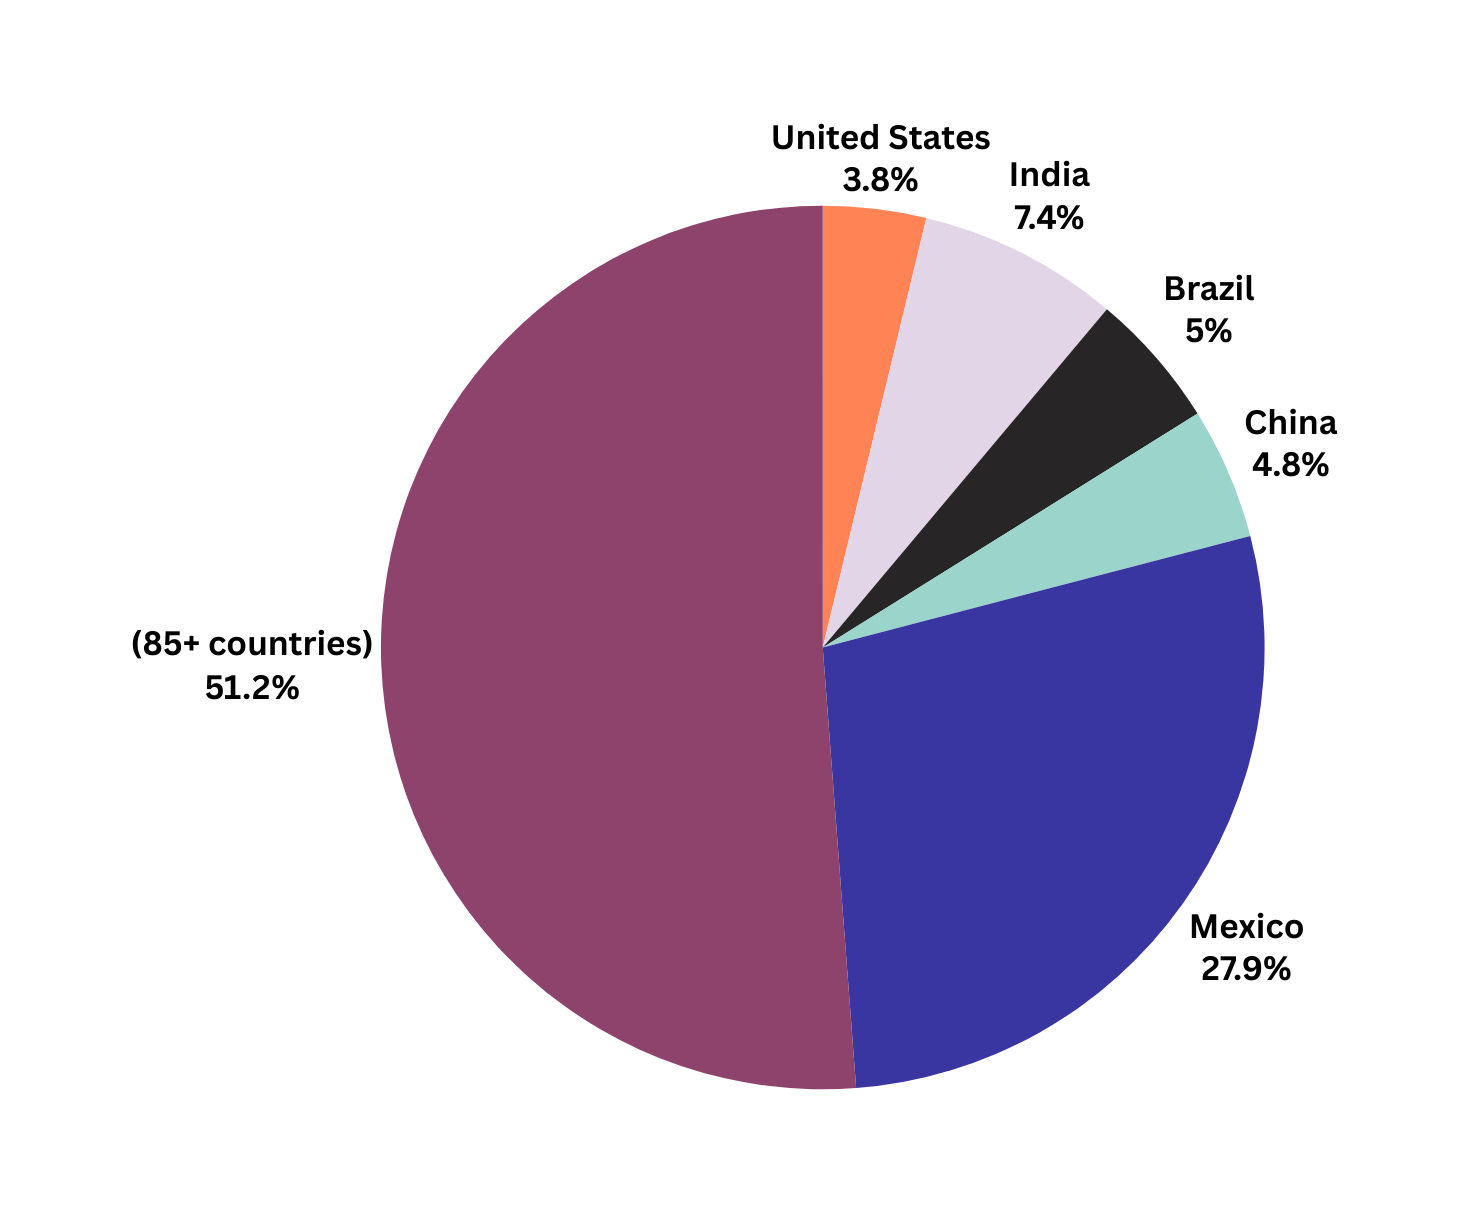 United States
3.8%
India
7.4%
Brazil
5%
China
4.8%
Mexico
27.9%
(85+ countries)
51.2%